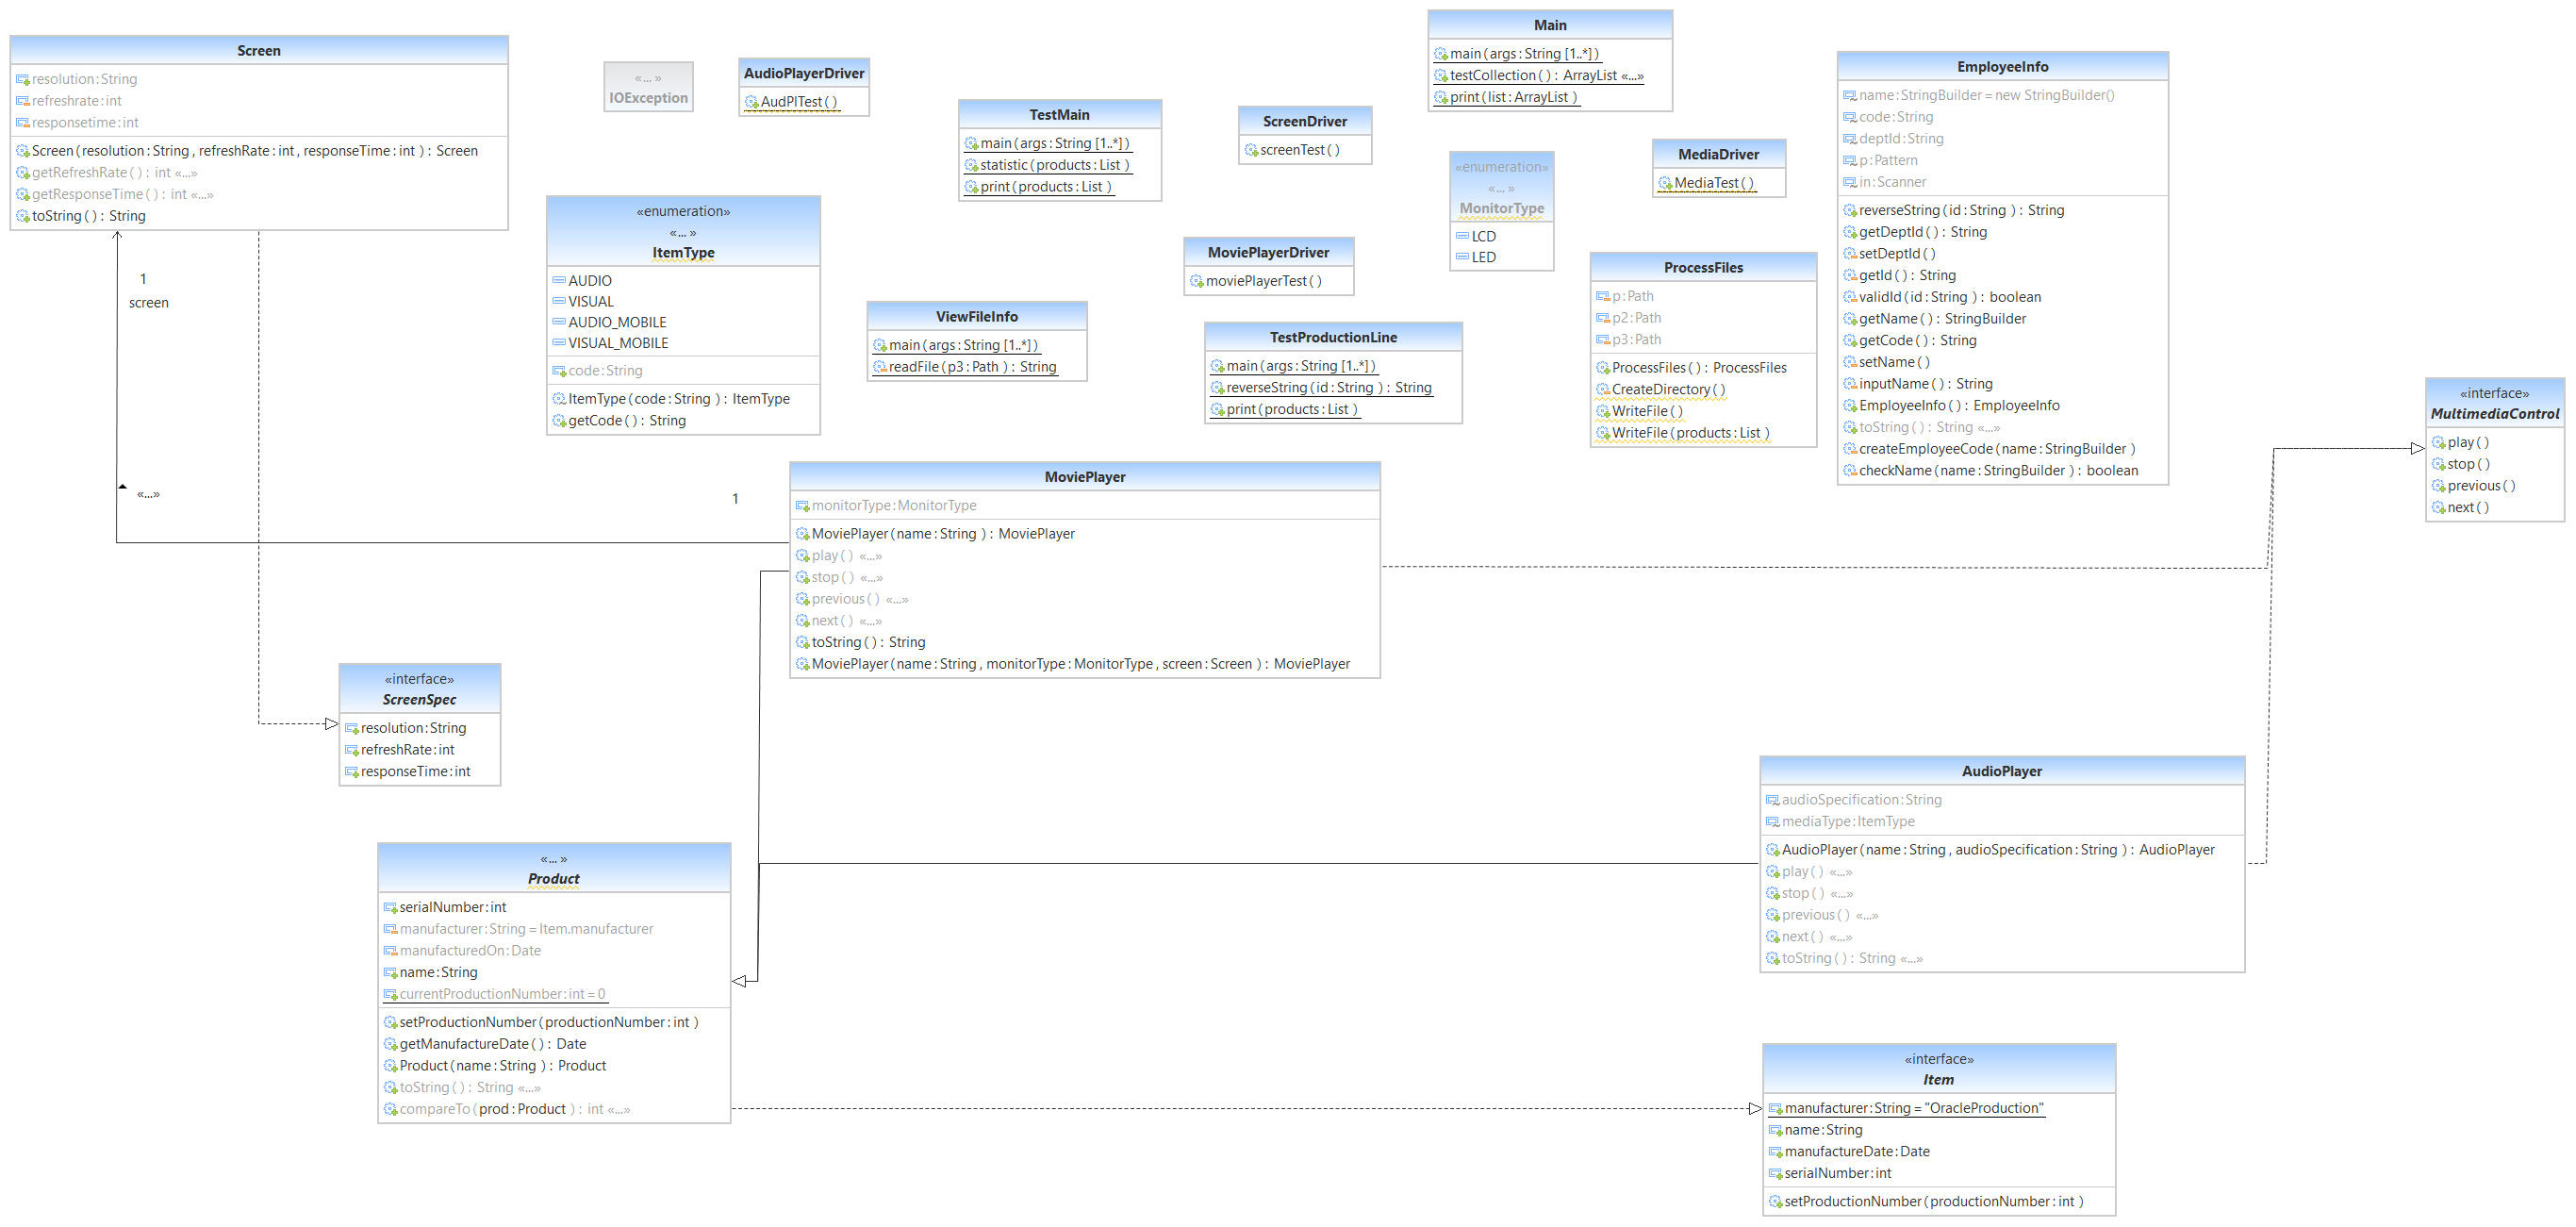 Screen
resolution:String
refreshrate:int
responsetime:int
Screen(resolution:String, refreshRate:int, responseTime:int): Screen
getRefreshRate(): int «...»
getResponseTime(): int «...»
toString(): String
«... »
IOException
AudioPlayerDriver
AudPlTest()
TestMain
main(args:String [1..*])
statistic(products:List )
print(products:List )
ScreenDriver
screenTest()
Main
main(args:String [1..*])
testCollection(): ArrayList «...»
print(list:ArrayList )
«enumeration»
«... »
MonitorType
LCD
LED
MediaDriver
MediaTest()
EmployeeInfo
name:StringBuilder = new StringBuilder()
code:String
deptId:String
p:Pattern
in:Scanner
reverseString(id:String ): String
getDeptId(): String
setDeptId()
getId(): String
validId(id:String ): boolean
getName(): StringBuilder
getCode(): String
setName()
inputName(): String
EmployeeInfo(): EmployeeInfo
toString(): String «...»
createEmployeeCode(name:StringBuilder )
checkName(name:StringBuilder ): boolean
«enumeration»
«... »
ItemType
AUDIO
VISUAL
AUDIO_MOBILE
VISUAL_MOBILE
code:String
ItemType(code:String ): ItemType
getCode(): String
MoviePlayerDriver
moviePlayerTest()
ViewFileInfo
main(args:String [1..*])
readFile(p3:Path ): String
TestProductionLine
main(args:String [1..*])
reverseString(id:String ): String
print(products:List )
ProcessFiles
p:Path
p2:Path
p3:Path
ProcessFiles(): ProcessFiles
CreateDirectory()
WriteFile()
WriteFile(products:List )
«interface»
MultimediaControl
play()
stop()
previous()
next()
1
screen
«...»
1
MoviePlayer
monitorType:MonitorType
MoviePlayer(name:String ): MoviePlayer
play() «...»
stop() «...»
previous() «...»
next() «...»
toString(): String
MoviePlayer(name:String, monitorType:MonitorType, screen:Screen ): MoviePlayer
«interface»
ScreenSpec
resolution:String
refreshRate:int
responseTime:int
AudioPlayer
audioSpecification:String
mediaType:ItemType
AudioPlayer(name:String, audioSpecification:String ): AudioPlayer
play() «...»
stop() «...»
previous() «...»
next() «...»
toString(): String «...»
«... »
Product
serialNumber:int
manufacturer:String = Item.manufacturer
manufacturedOn:Date
name:String
currentProductionNumber:int = 0
setProductionNumber(productionNumber:int )
getManufactureDate(): Date
Product(name:String ): Product
toString(): String «...»
compareTo(prod:Product ): int «...»
«interface»
Item
manufacturer:String = "OracleProduction"
name:String
manufactureDate:Date
serialNumber:int
setProductionNumber(productionNumber:int )